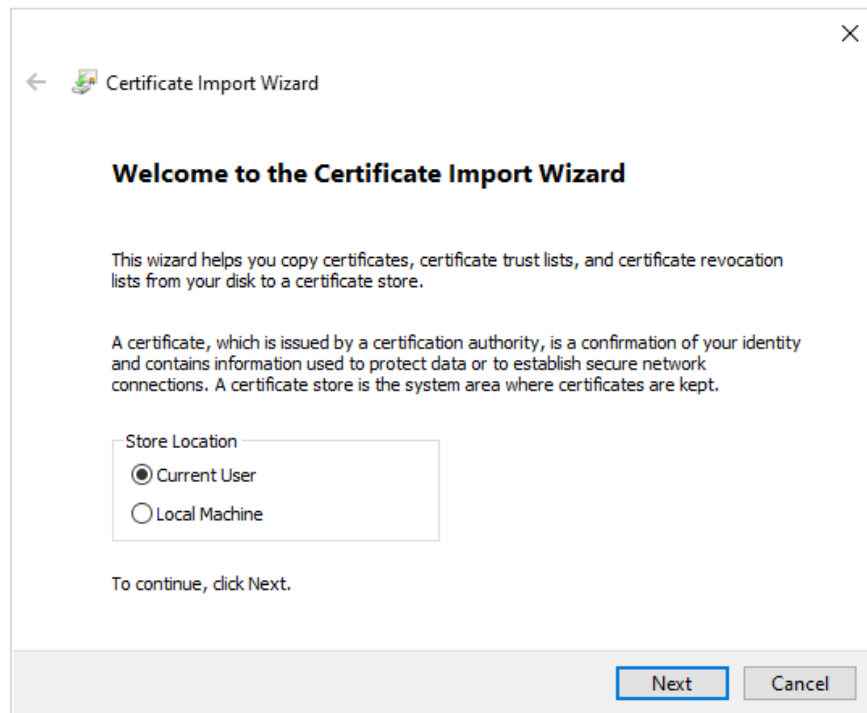 Certificate Import Wizard
Welcome to the Certificate Import Wizard
This wizard helps you copy certificates, certificate trust lists, and certificate revocation
lists from your disk to a certificate store.
A certificate, which is issued by a certification authority, is a confirmation of your identity
and contains information used to protect data or to establish secure network
connections. A certificate store is the system area where certificates are kept.
Store Location
Current User
Local Machine
To continue, click Next.
Next Cancel